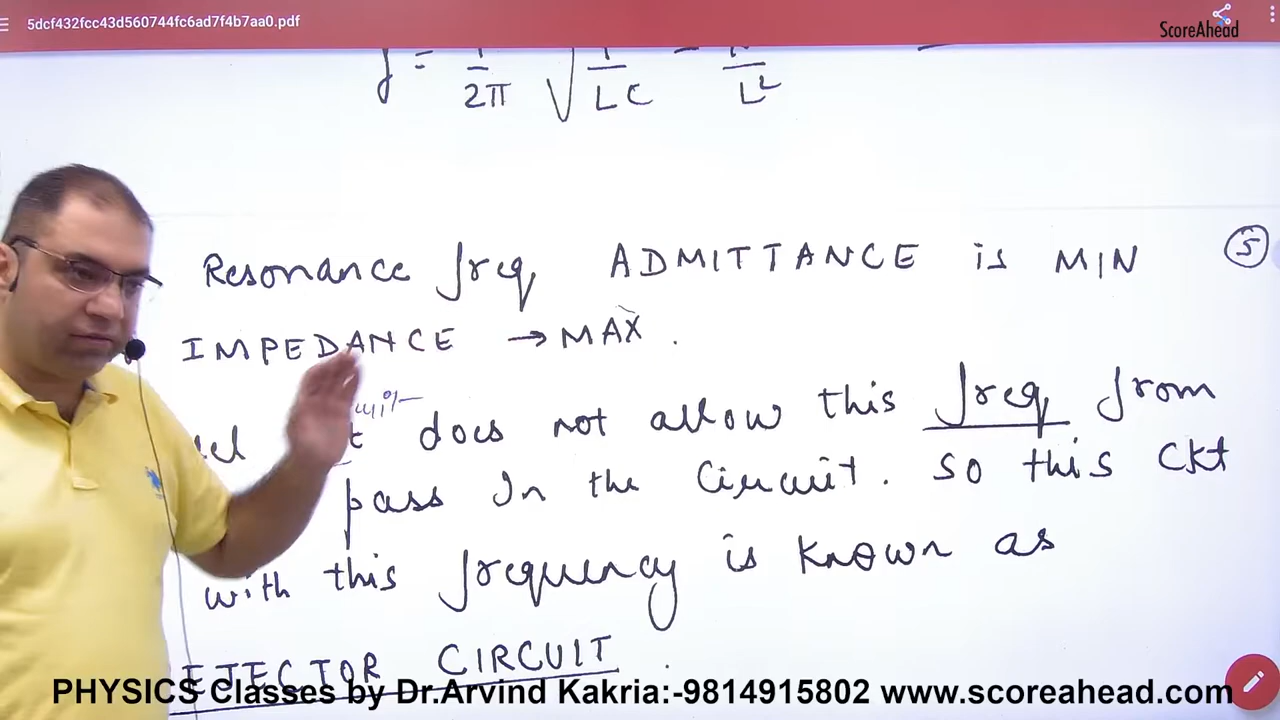 5dcf432fcc43d560744fc6ad7f4b7aa0.pdf
ScoreAhead
2π √ LC - L²
Resonance freq ADMITTANCE is MIN 5
IMPEDANCE → MAX .
does not allow this freq from
pass In the Circuit. So this Ckt
with this frequency is known as
EJECTOR CIRCUIT .
PHYSICS Classes by Dr.Arvind Kakria:-9814915802 www.scoreahead.com